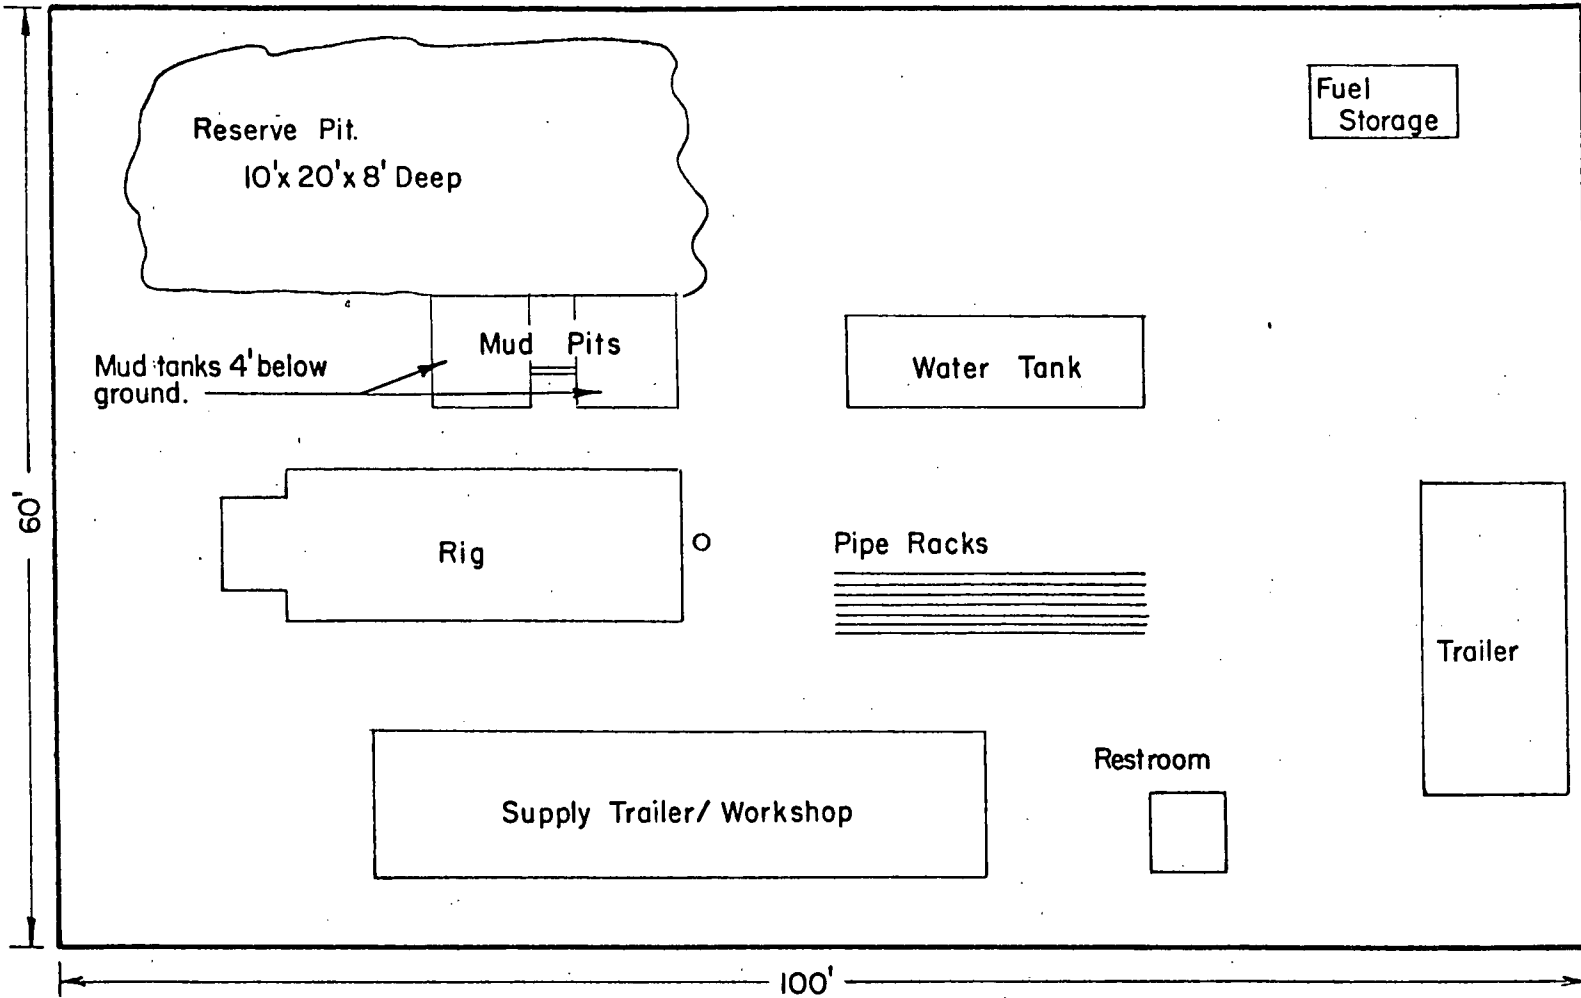 Fuel
Storage
Reserve Pit.
10'x 20'x 8' Deep
Mud Pits
Mud tanks 4' below
ground.
Water Tank
60'
Rig
Pipe Racks
Trailer
Restroom
Supply Trailer/ Workshop
100'